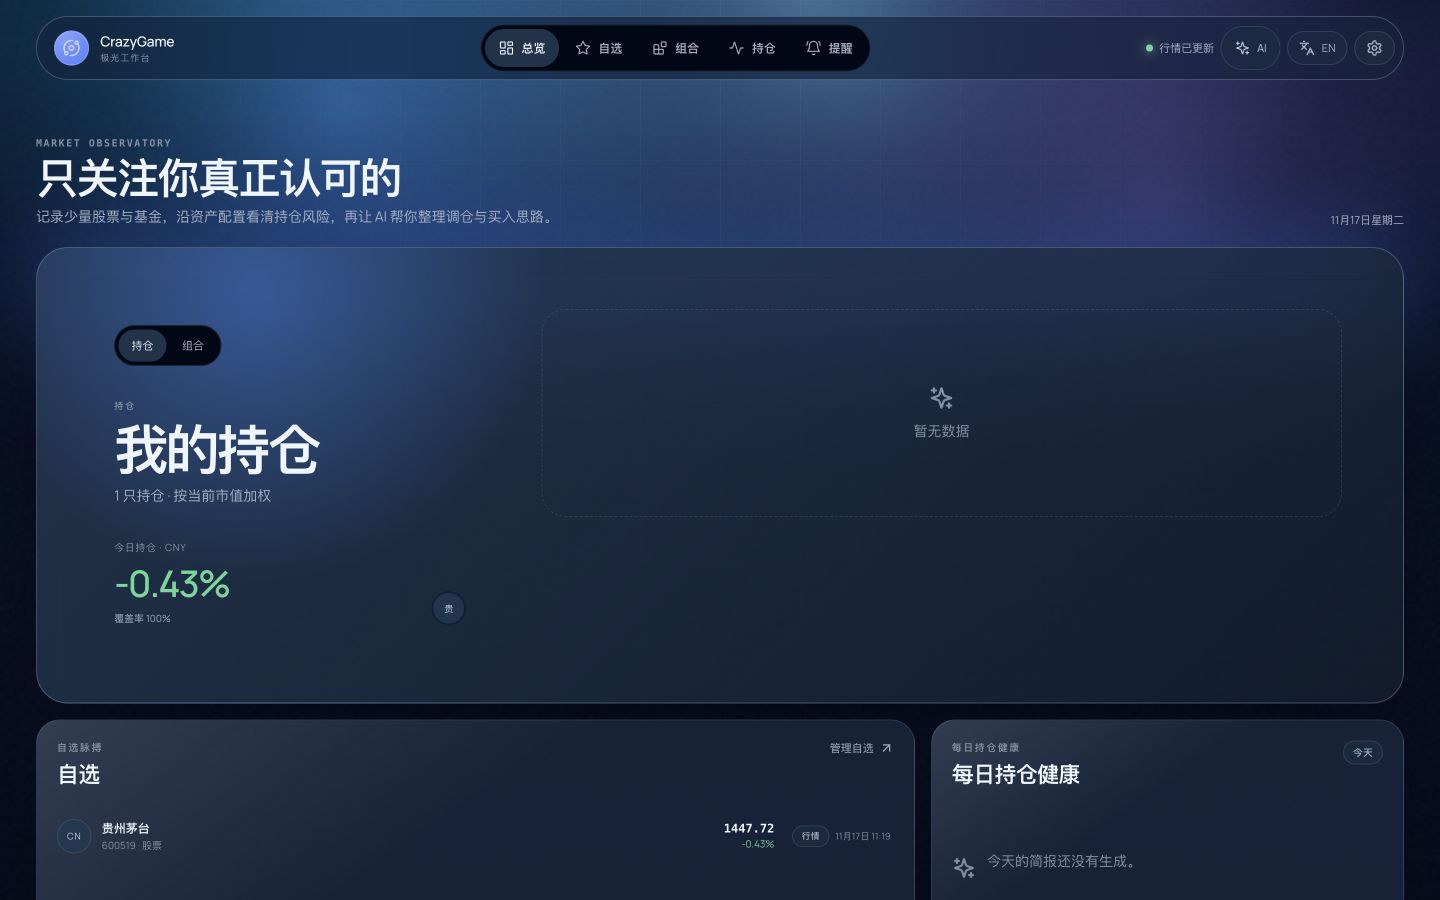 CrazyGame
极光工作台
总览
自选
组合
持仓
提醒
行情已更新
AI
EN
MARKET OBSERVATORY
只关注你真正认可的
记录少量股票与基金，沿资产配置看清持仓风险，再让 AI 帮你整理调仓与买入思路。
11月17日星期二
持仓
组合
持仓
我的持仓
1 只持仓 · 按当前市值加权
今日持仓 · CNY
-0.43%
覆盖率 100%
贵
暂无数据
自选脉搏
自选
管理自选
CN
贵州茅台
600519 · 股票
1447.72
-0.43%
行情
11月17日 11:19
每日持仓健康
每日持仓健康
今天
今天的简报还没有生成。